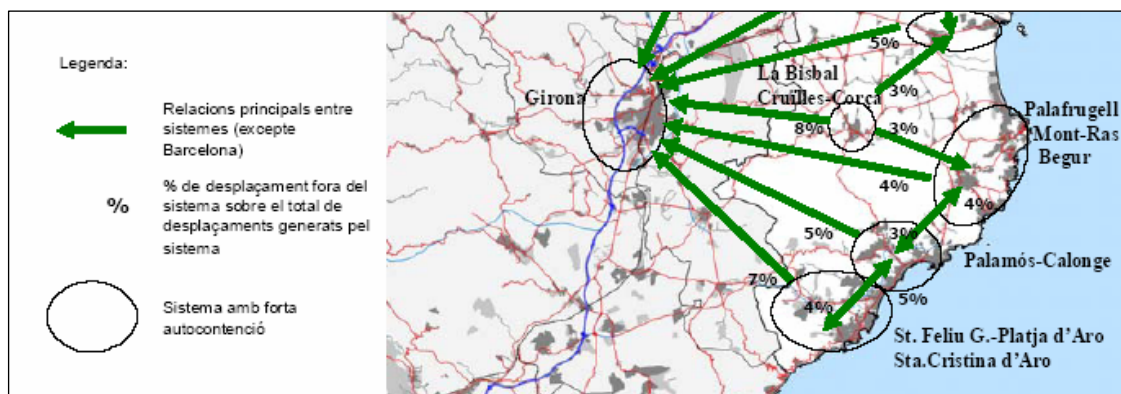 Legenda:
Relacions principals entre
sistemes (excepte
Barcelona)
%
% de desplaçament fora del
sistema sobre el total de
desplaçaments generats pel
sistema
Sistema amb forta
autocontenció
5%
La Bisbal
Cruïlles-Corça
Girona
3%
8%
3%
Palafrugell
Mont-Ras
Begur
4%
4%
5%
3%
Palamós-Calonge
7%
5%
4%
St. Feliu G.-Platja d'Aro
Sta.Cristina d'Aro